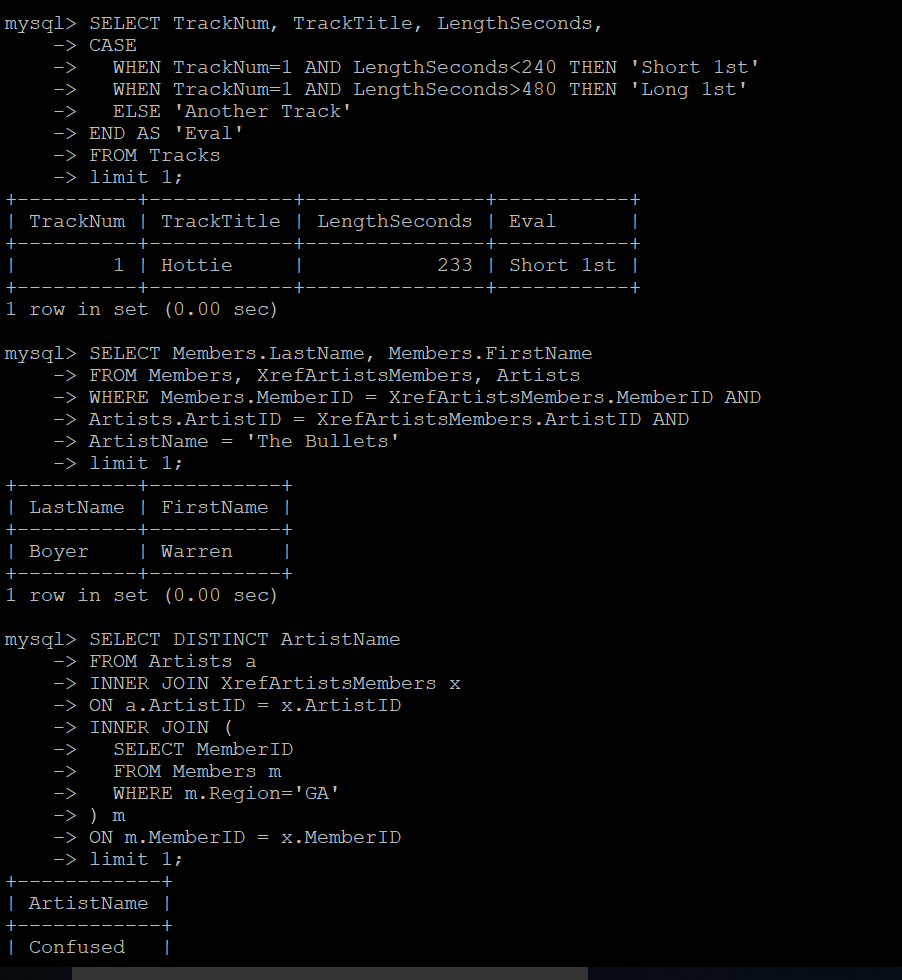 mysql> SELECT TrackNum, TrackTitle, LengthSeconds,
    -> CASE
    ->   WHEN TrackNum=1 AND LengthSeconds<240 THEN 'Short 1st'
    ->   WHEN TrackNum=1 AND LengthSeconds>480 THEN 'Long 1st'
    ->   ELSE 'Another Track'
    -> END AS 'Eval'
    -> FROM Tracks
    -> limit 1;
+----------+------------+---------------+-----------+
| TrackNum | TrackTitle | LengthSeconds | Eval      |
+----------+------------+---------------+-----------+
|        1 | Hottie     |           233 | Short 1st |
+----------+------------+---------------+-----------+
1 row in set (0.00 sec)

mysql> SELECT Members.LastName, Members.FirstName
    -> FROM Members, XrefArtistsMembers, Artists
    -> WHERE Members.MemberID = XrefArtistsMembers.MemberID AND
    -> Artists.ArtistID = XrefArtistsMembers.ArtistID AND
    -> ArtistName = 'The Bullets'
    -> limit 1;
+----------+-----------+
| LastName | FirstName |
+----------+-----------+
| Boyer    | Warren    |
+----------+-----------+
1 row in set (0.00 sec)

mysql> SELECT DISTINCT ArtistName
    -> FROM Artists a
    -> INNER JOIN XrefArtistsMembers x
    -> ON a.ArtistID = x.ArtistID
    -> INNER JOIN (
    ->   SELECT MemberID
    ->   FROM Members m
    ->   WHERE m.Region='GA'
    -> ) m
    -> ON m.MemberID = x.MemberID
    -> limit 1;
+------------+
| ArtistName |
+------------+
| Confused   |